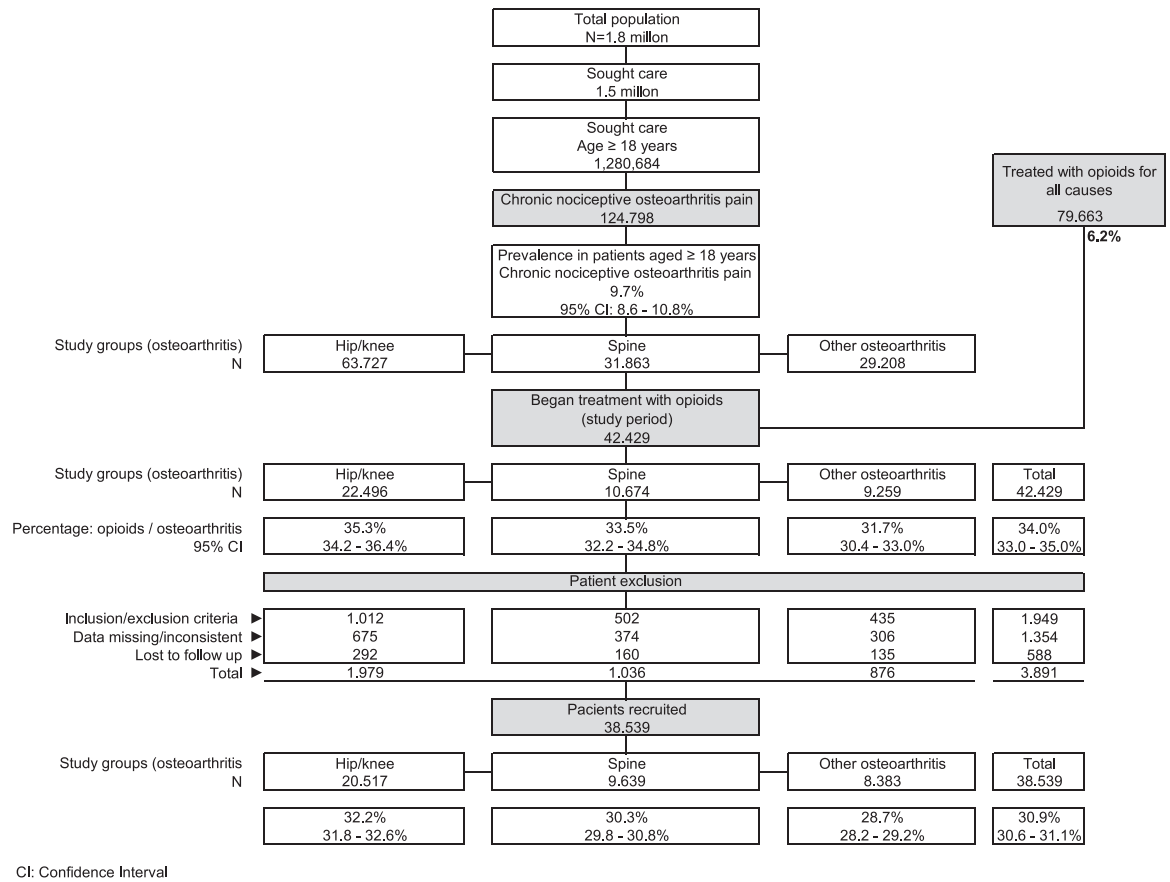 Total population
N=1.8 millon
Sought care
1.5 millon
Sought care
Age ≥ 18 years
1,280,684
Treated with opioids for
all causes
79.663
6.2%
Chronic nociceptive osteoarthritis pain
124.798
Prevalence in patients aged ≥ 18 years
Chronic nociceptive osteoarthritis pain
9.7%
95% CI: 8.6 - 10.8%
Study groups (osteoarthritis)
N
Hip/knee
63.727
Spine
31.863
Other osteoarthritis
29.208
Began treatment with opioids
(study period)
42.429
Study groups (osteoarthritis)
N
Hip/knee
22.496
Spine
10.674
Other osteoarthritis
9.259
Total
42.429
Percentage: opioids / osteoarthritis
95% CI
35.3%
34.2 - 36.4%
33.5%
32.2 - 34.8%
31.7%
30.4 - 33.0%
34.0%
33.0 - 35.0%
Patient exclusion
Inclusion/exclusion criteria ► 1.012 502 435 1.949
Data missing/inconsistent ► 675 374 306 1.354
Lost to follow up ► 292 160 135 588
Total ► 1.979 1.036 876 3.891
Pacients recruited
38.539
Study groups (osteoarthritis
N
Hip/knee
20.517
Spine
9.639
Other osteoarthritis
8.383
Total
38.539
32.2%
31.8 - 32.6%
30.3%
29.8 - 30.8%
28.7%
28.2 - 29.2%
30.9%
30.6 - 31.1%
CI: Confidence Interval